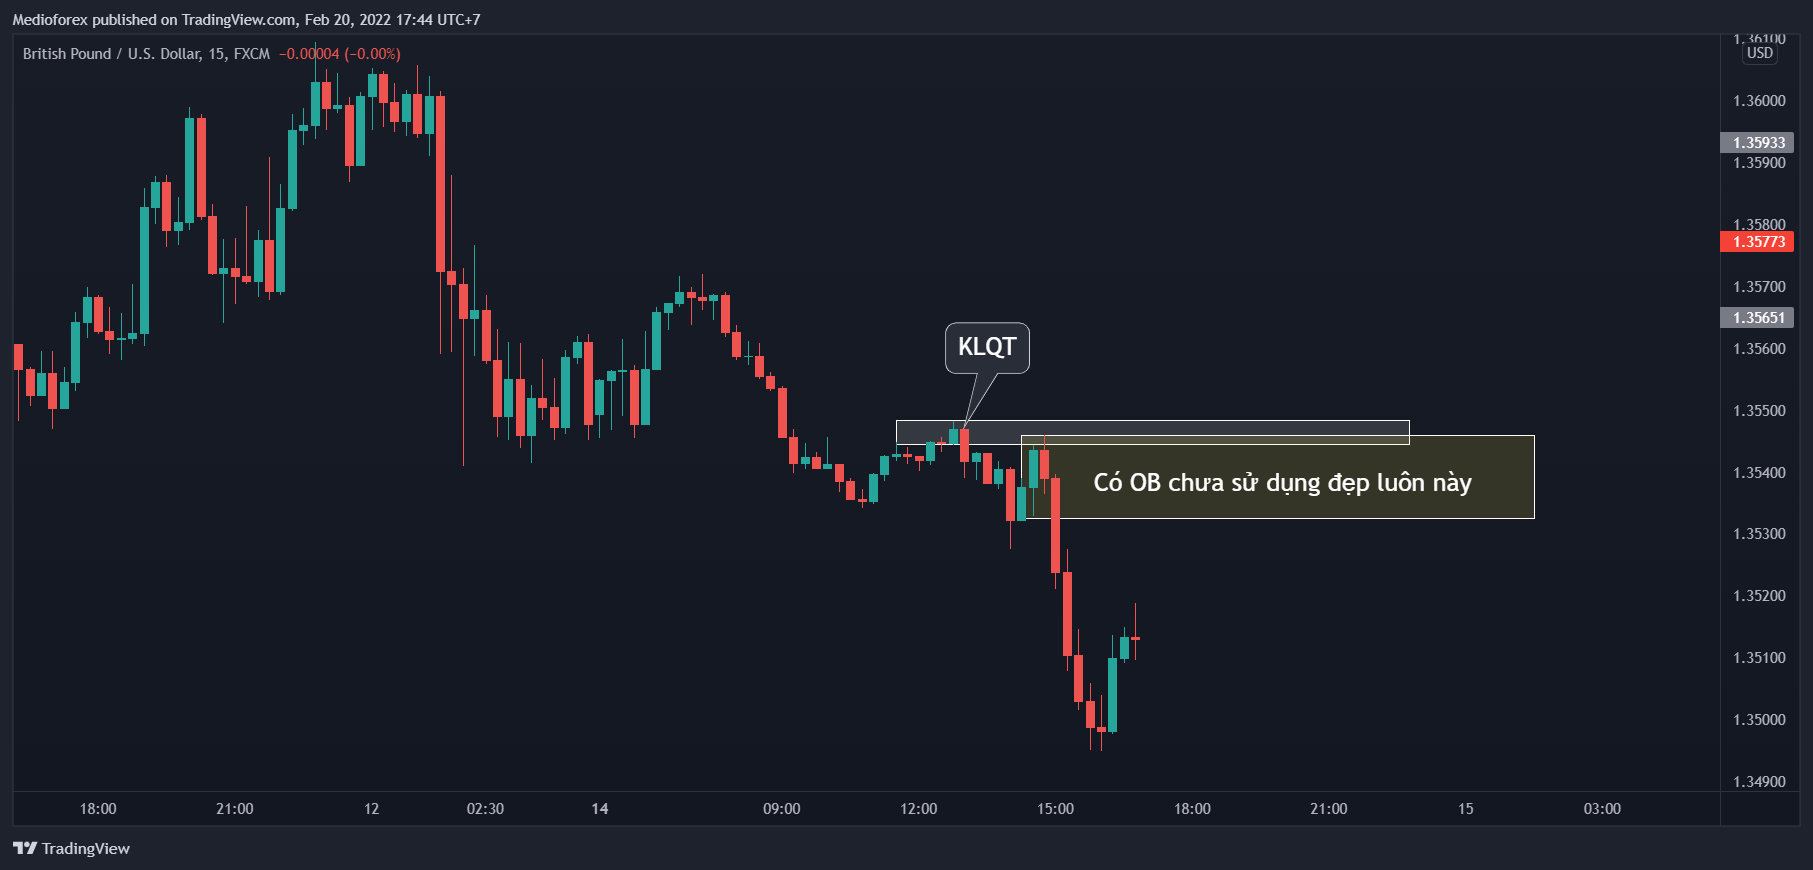 Medioforex published on TradingView.com, Feb 20, 2022 17:44 UTC+7
British Pound / U.S. Dollar, 15, FXCM −0.00004 (−0.00%)
1.36100
USD
1.36000
1.35933
1.35900
1.35800
1.35773
1.35700
1.35651
1.35600
1.35500
1.35400
1.35300
1.35200
1.35100
1.35000
1.34900
KLQT
Có OB chưa sử dụng đẹp luôn này
18:00 21:00 12 02:30 14 09:00 12:00 15:00 18:00 21:00 15 03:00
TradingView